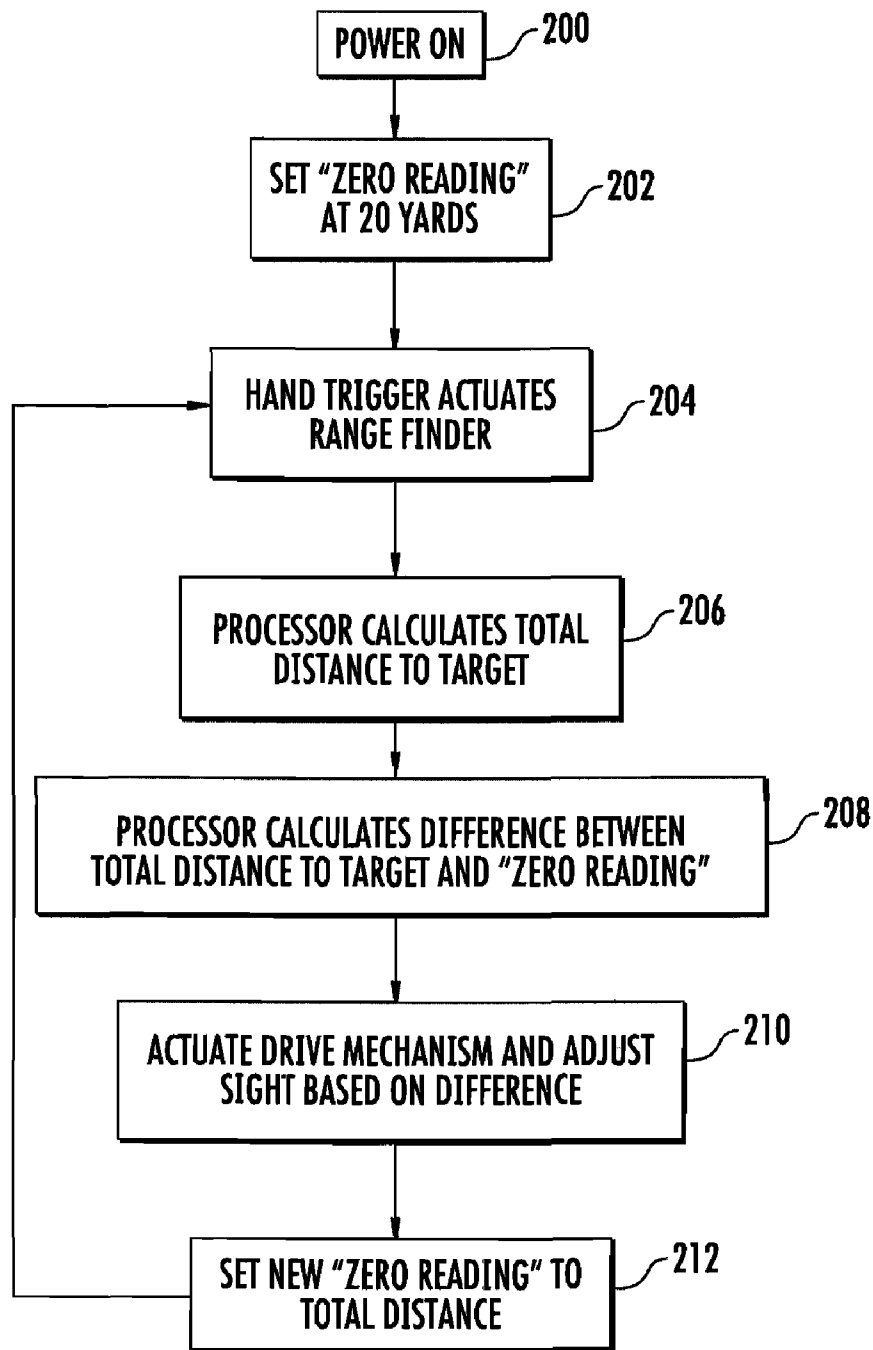 POWER ON
200
SET “ZERO READING”
AT 20 YARDS
202
HAND TRIGGER ACTUATES
RANGE FINDER
204
PROCESSOR CALCULATES TOTAL
DISTANCE TO TARGET
206
PROCESSOR CALCULATES DIFFERENCE BETWEEN
TOTAL DISTANCE TO TARGET AND “ZERO READING”
208
ACTUATE DRIVE MECHANISM AND ADJUST
SIGHT BASED ON DIFFERENCE
210
SET NEW “ZERO READING” TO
TOTAL DISTANCE
212